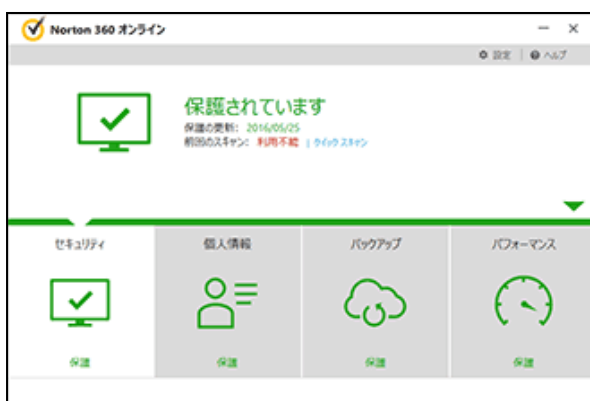 Norton 360 オンライン
設定 | ヘルプ
保護されています
保護の更新: 2016/05/25
前回のスキャン: 利用不能 | クイックスキャン
セキュリティ 個人情報 バックアップ パフォーマンス
保護 保護 保護 保護